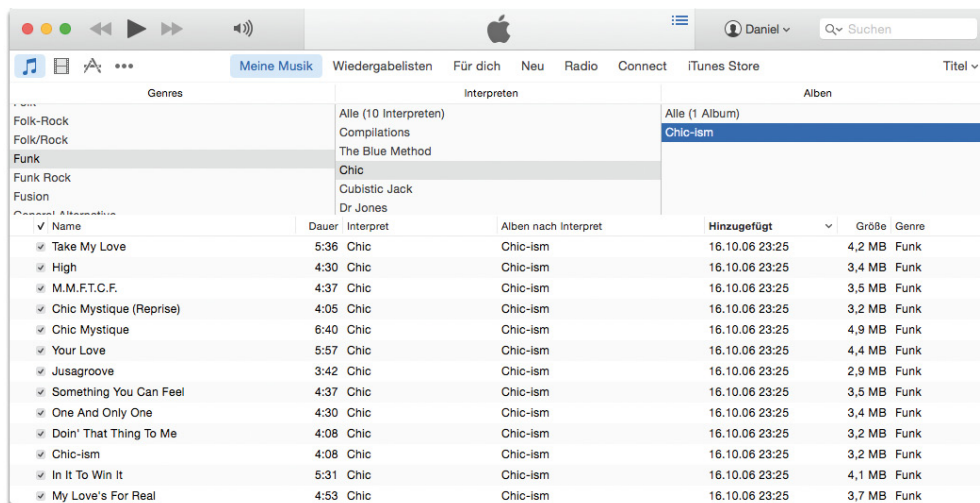 Daniel
Suchen
Meine Musik Wiedergabelisten Für dich Neu Radio Connect iTunes Store Titel
Genres Interpreten Alben
Folk-Rock
Folk/Rock
Funk
Funk Rock
Fusion
General Alternative
Alle (10 Interpreten)
Compilations
The Blue Method
Chic
Cubistic Jack
Dr Jones
Alle (1 Album)
Chic-ism
✓ Name Dauer Interpret Alben nach Interpret Hinzugefügt Größe Genre
Take My Love 5:36 Chic Chic-ism 16.10.06 23:25 4,2 MB Funk
High 4:30 Chic Chic-ism 16.10.06 23:25 3,4 MB Funk
M.M.F.T.C.F. 4:37 Chic Chic-ism 16.10.06 23:25 3,5 MB Funk
Chic Mystique (Reprise) 4:05 Chic Chic-ism 16.10.06 23:25 3,2 MB Funk
Chic Mystique 6:40 Chic Chic-ism 16.10.06 23:25 4,9 MB Funk
Your Love 5:57 Chic Chic-ism 16.10.06 23:25 4,4 MB Funk
Jusagroove 3:42 Chic Chic-ism 16.10.06 23:25 2,9 MB Funk
Something You Can Feel 4:37 Chic Chic-ism 16.10.06 23:25 3,5 MB Funk
One And Only One 4:30 Chic Chic-ism 16.10.06 23:25 3,4 MB Funk
Doin' That Thing To Me 4:08 Chic Chic-ism 16.10.06 23:25 3,2 MB Funk
Chic-ism 4:08 Chic Chic-ism 16.10.06 23:25 3,2 MB Funk
In It To Win It 5:31 Chic Chic-ism 16.10.06 23:25 4,1 MB Funk
My Love's For Real 4:53 Chic Chic-ism 16.10.06 23:25 3,7 MB Funk